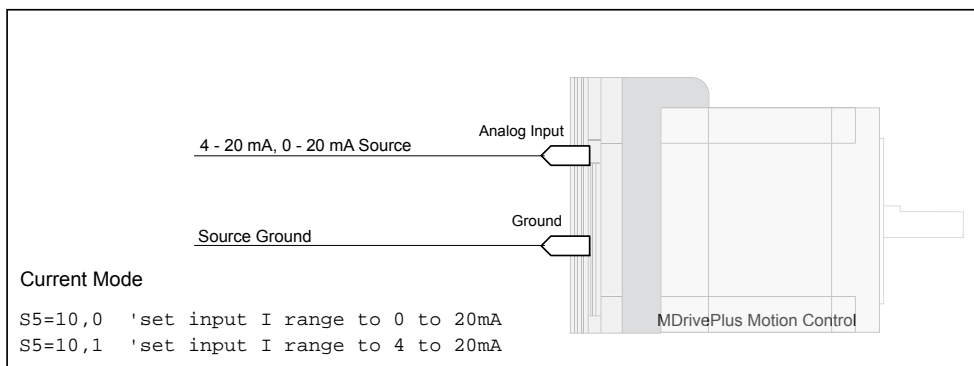 Analog Input
4 - 20 mA, 0 - 20 mA Source
Ground
Source Ground
Current Mode
S5=10,0 'set input I range to 0 to 20mA
S5=10,1 'set input I range to 4 to 20mA
MDrivePlus Motion Control